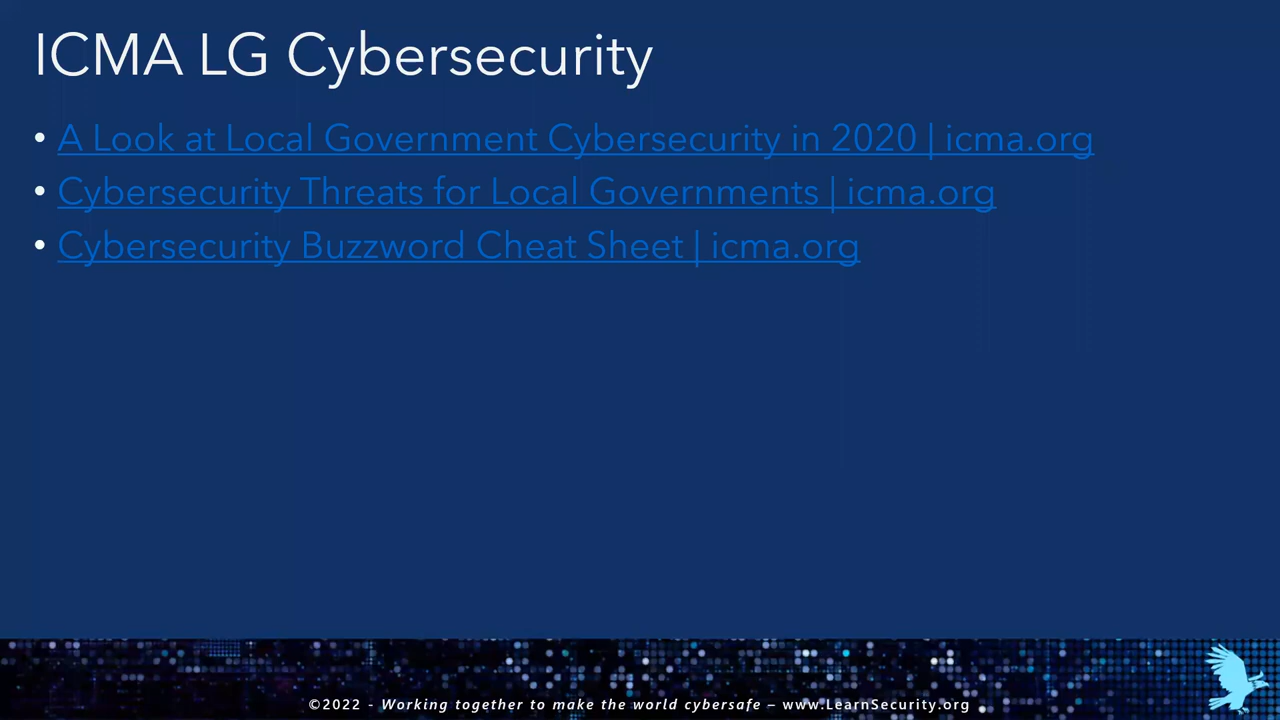 ICMA LG Cybersecurity
• A Look at Local Government Cybersecurity in 2020 | icma.org
• Cybersecurity Threats for Local Governments | icma.org
• Cybersecurity Buzzword Cheat Sheet | icma.org
©2022 - Working together to make the world cybersafe – www.LearnSecurity.org